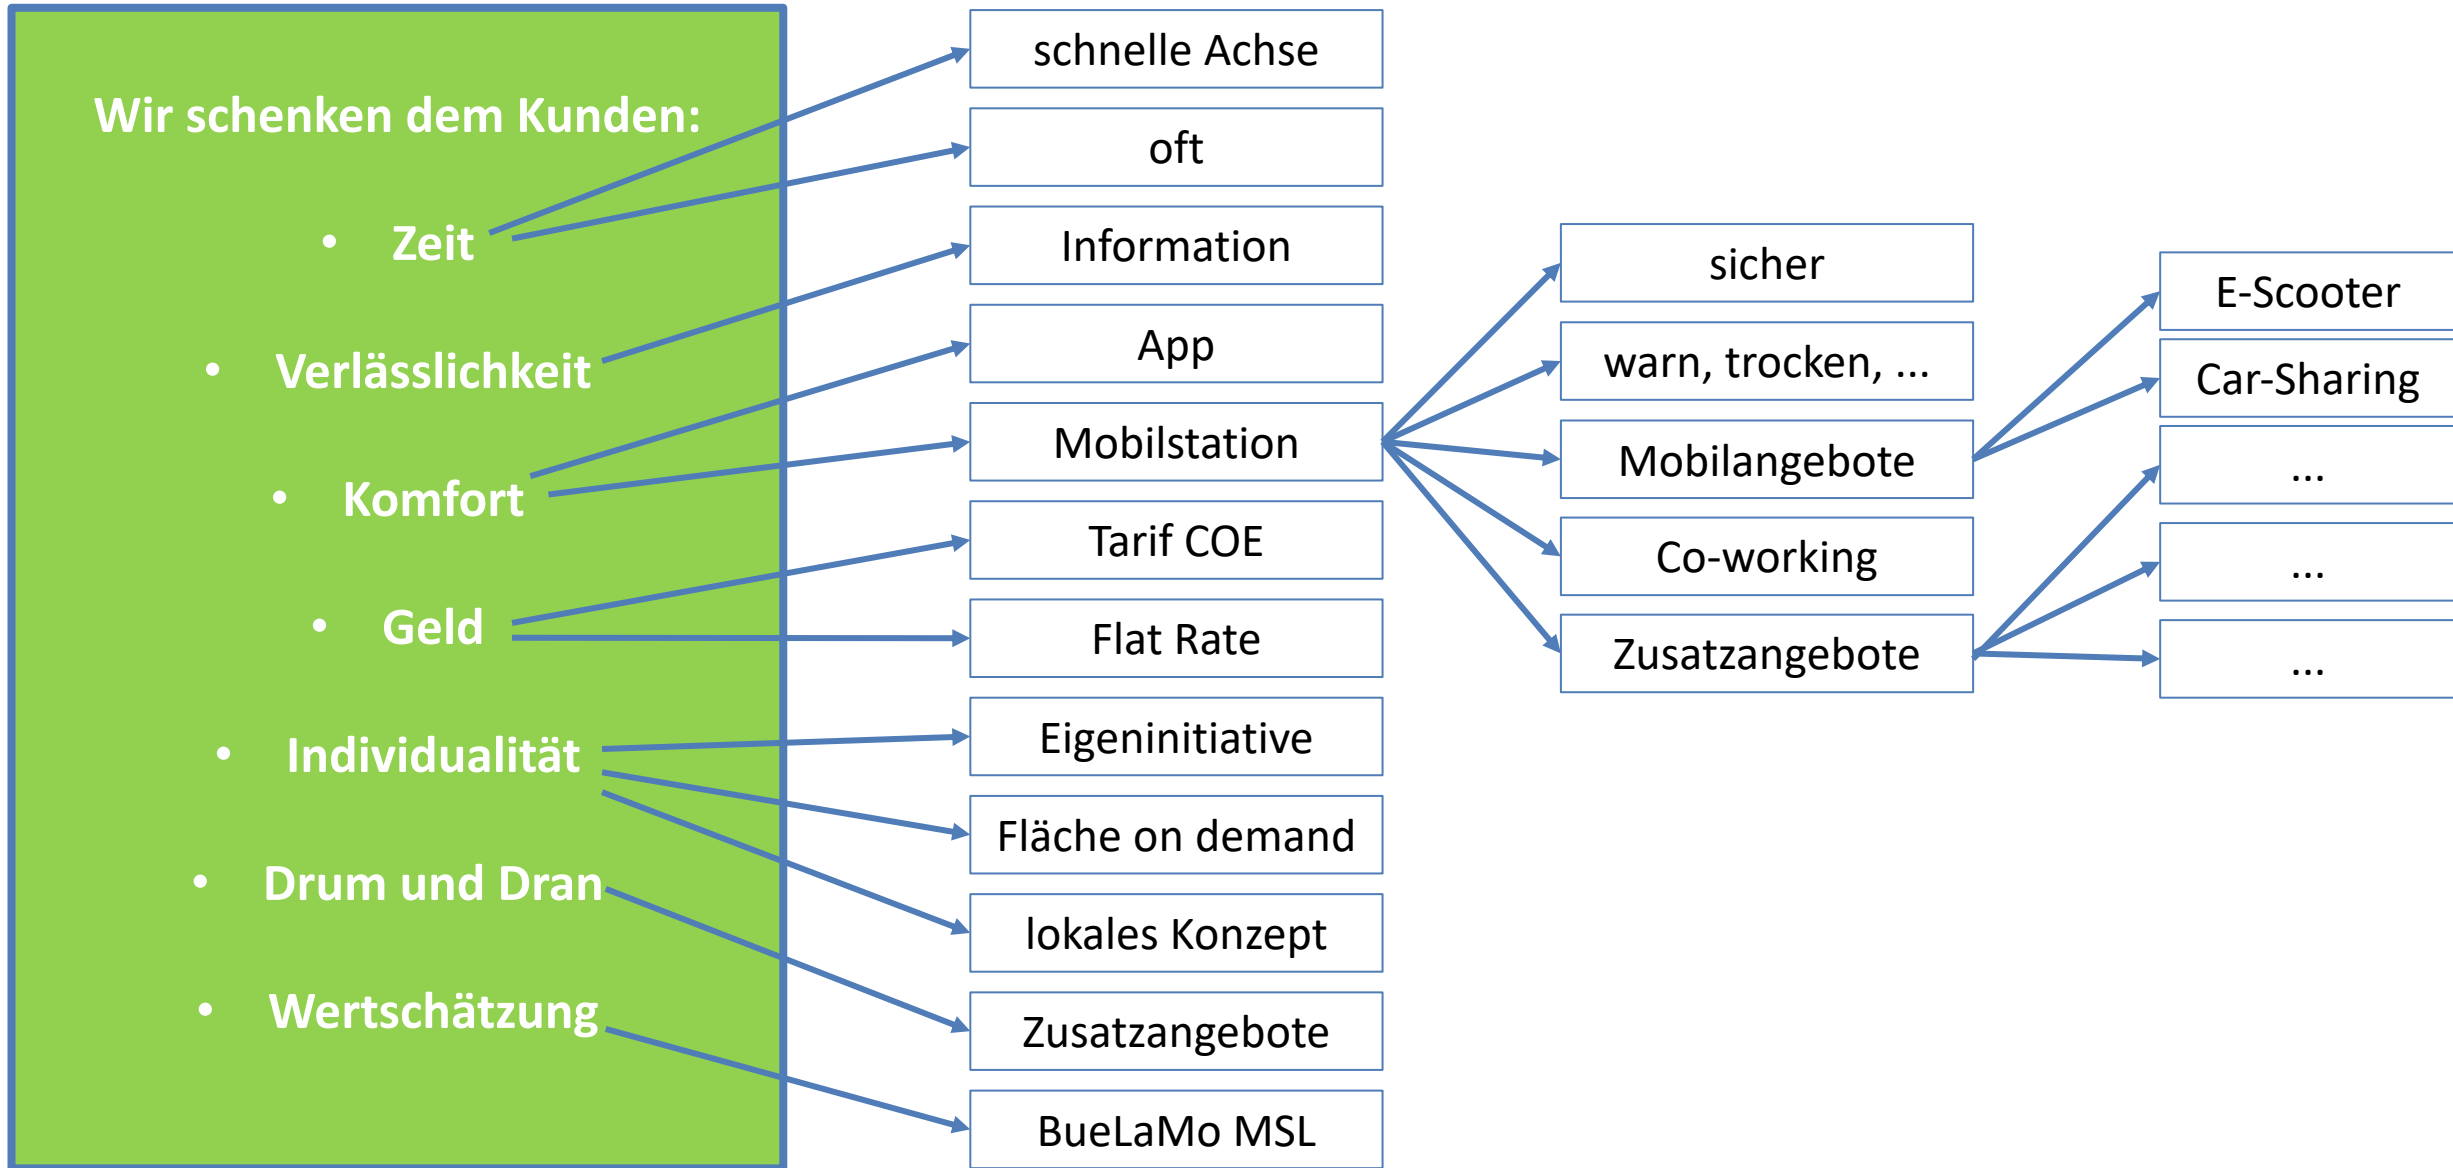 Wir schenken dem Kunden:
• Zeit
• Verlässlichkeit
• Komfort
• Geld
• Individualität
• Drum und Dran
• Wertschätzung
schnelle Achse
oft
Information
App
Mobilstation
Tarif COE
Flat Rate
Eigeninitiative
Fläche on demand
lokales Konzept
Zusatzangebote
BueLaMo MSL
sicher
warn, trocken, ...
Mobilangebote
Co-working
Zusatzangebote
E-Scooter
Car-Sharing
...
...
...